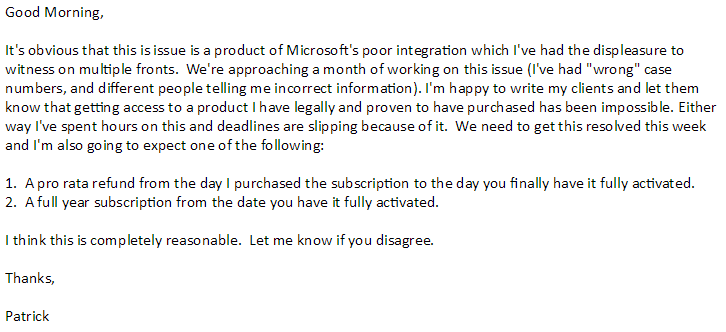 Good Morning,
It's obvious that this is issue is a product of Microsoft's poor integration which I've had the displeasure to
witness on multiple fronts.  We're approaching a month of working on this issue (I've had "wrong" case
numbers, and different people telling me incorrect information). I'm happy to write my clients and let them
know that getting access to a product I have legally and proven to have purchased has been impossible. Either
way I've spent hours on this and deadlines are slipping because of it.  We need to get this resolved this week
and I'm also going to expect one of the following:
1.  A pro rata refund from the day I purchased the subscription to the day you finally have it fully activated.
2.  A full year subscription from the date you have it fully activated.
I think this is completely reasonable.  Let me know if you disagree.
Thanks,
Patrick